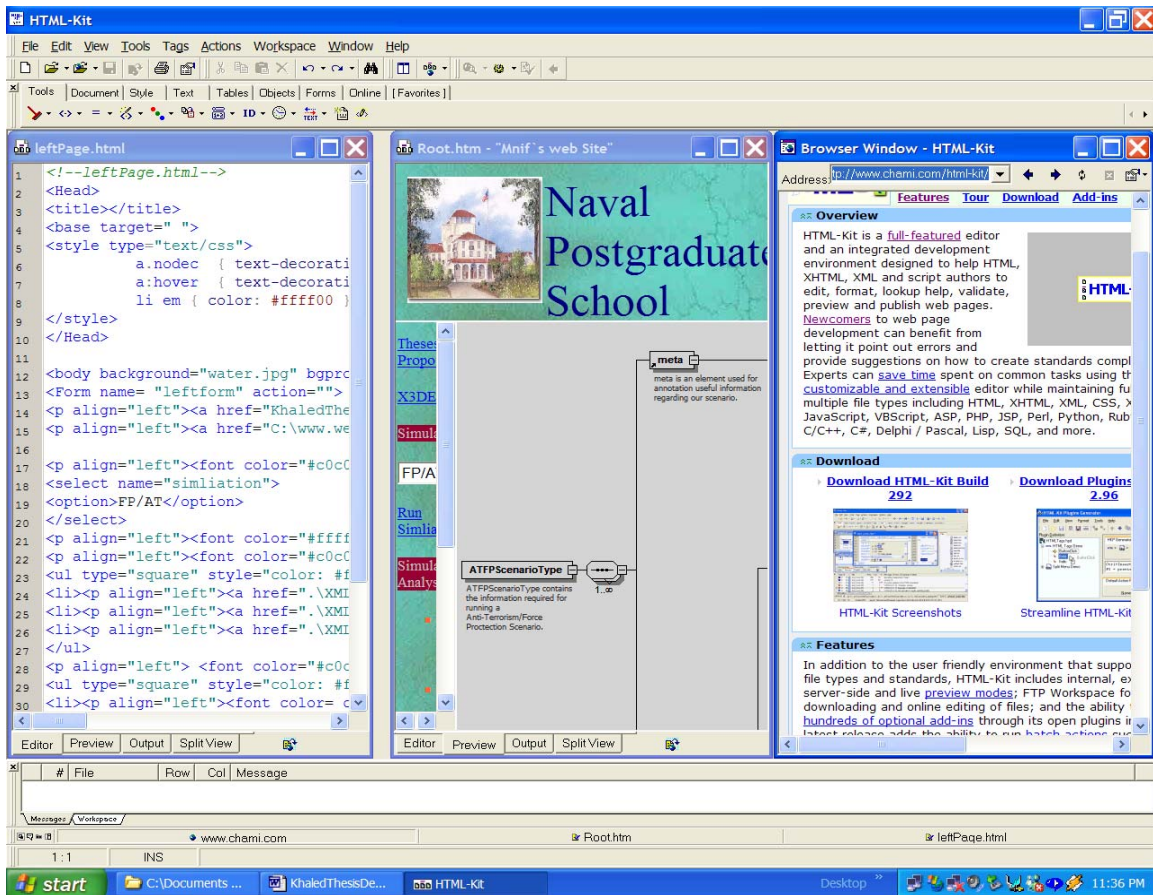 HTML-Kit
File Edit View Tools Tags Actions Workspace Window Help
Tools Document Style Text Tables Objects Forms Online [Favorites]
ID
TEXT
leftPage.html
1 <!--leftPage.html-->
2 <Head>
3 <title></title>
4 <base target=" ">
5 <style type="text/css">
6 a.nodec { text-decorati
7 a:hover { text-decorati
8 li em { color: #ffff00 }
9 </style>
10 </Head>
11
12 <body background="water.jpg" bgprc
13 <Form name= "leftform" action="">
14 <p align="left"><a href="KhaledThe
15 <p align="left"><a href="C:\www.we
16
17 <p align="left"><font color="#c0c0
18 <select name="simliation">
19 <option>FP/AT</option>
20 </select>
21 <p align="left"><font color="#ffff
22 <p align="left"><font color="#c0c0
23 <ul type="square" style="color: #f
24 <li><p align="left"><a href=".\XMI
25 <li><p align="left"><a href=".\XMI
26 <li><p align="left"><a href=".\XMI
27 </ul>
28 <p align="left"> <font color="#c0c
29 <ul type="square" style="color: #f
30 <li><p align="left"><font color= c
Editor Preview Output Split View
Root.htm - "Mnif`s web Site"
Naval
Postgraduate
School
Theses
Propo
X3DE
Simula
FP/AT
Run
Simlia
Simula
Analys
meta
meta is an element used for
annotation useful information
regarding our scenario.
ATFPScenarioType
1..∞
ATFPScenarioType contains
the information required for
running a
Anti-Terrorism/Force
Proctection Scenario.
Editor Preview Output Split View
Browser Window - HTML-Kit
Address: tp://www.chami.com/html-kit/
Features Tour Download Add-ins
Overview
HTML-Kit is a full-featured editor
and an integrated development
environment designed to help HTML,
XHTML, XML and script authors to
edit, format, lookup help, validate,
preview and publish web pages.
Newcomers to web page
development can benefit from
letting it point out errors and
provide suggestions on how to create standards compl
Experts can save time spent on common tasks using th
customizable and extensible editor while maintaining fu
multiple file types including HTML, XHTML, XML, CSS, X
JavaScript, VBScript, ASP, PHP, JSP, Perl, Python, Rub
C/C++, C#, Delphi / Pascal, Lisp, SQL, and more.
HTML-
Download
Download HTML-Kit Build
292
Download Plugins
2.96
HTML-Kit Screenshots
Streamline HTML-Kit
Features
In addition to the user friendly environment that suppo
file types and standards, HTML-Kit includes internal, ex
server-side and live preview modes; FTP Workspace fo
downloading and online editing of files; and the ability
hundreds of optional add-ins through its open plugins in
latest release adds the ability to run batch actions suc
# File Row Col Message
Messages Workspace
www.chami.com Root.htm leftPage.html
1 : 1 INS
start C:\Documents ... KhaledThesisDe... HTML-Kit Desktop 11:36 PM